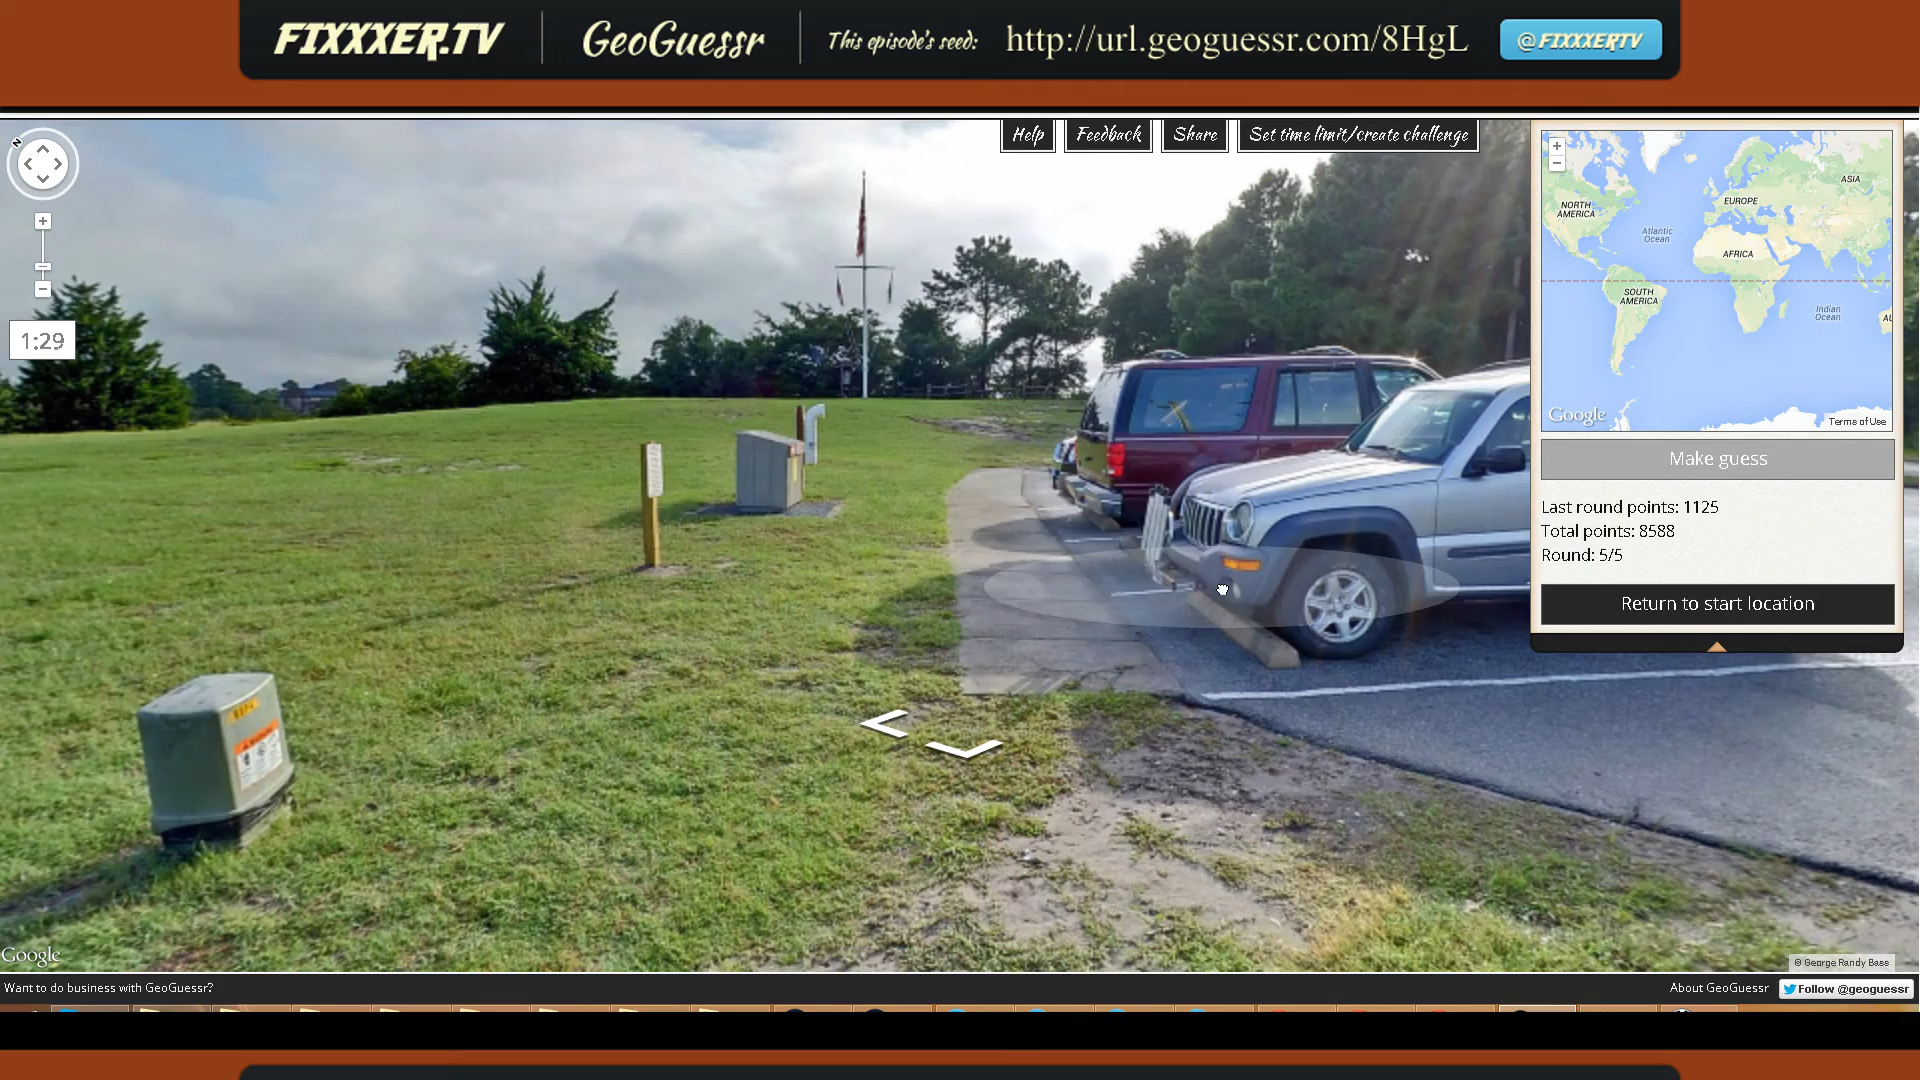 FIXXXER.TV
GeoGuessr
This episode's seed:
http://url.geoguessr.com/8HgL
@FIXXXERTV
Help
Feedback
Share
Set time limit/create challenge
N
1:29
+
−
+
−
NORTH
AMERICA
Atlantic
Ocean
EUROPE
ASIA
AFRICA
SOUTH
AMERICA
Indian
Ocean
AU
Google
Terms of Use
Make guess
Last round points: 1125
Total points: 8588
Round: 5/5
Return to start location
Google
© George Randy Bass
Want to do business with GeoGuessr?
About GeoGuessr
Follow @geoguessr